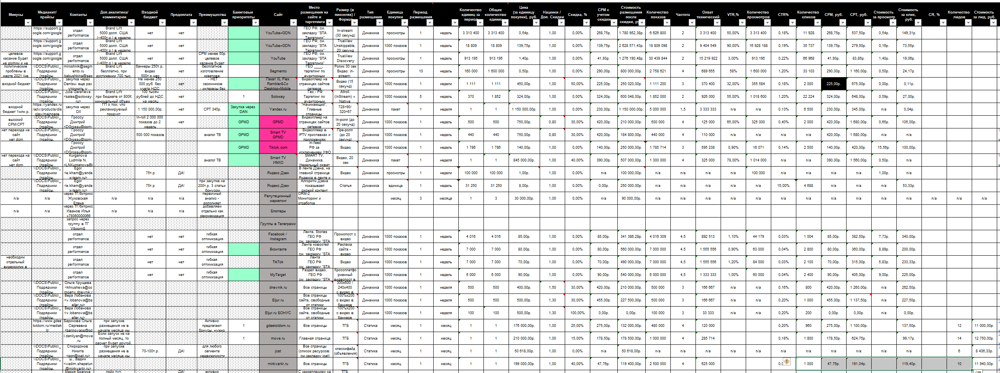 Минусы Медиакит/ прайсы Контакты Доп.аналитика/ комментарии Входной бюджет Предоплата Преимущества Баинговые приоритеты Сайт Место размещения на сайте и таргетинги Размер (в пикселях) / Формат Тип размещения Единица покупки Период размещения Количество единиц за период Общее количество единиц Цена (за единицу покупки), руб. Наценки / Доп. Скидки Скидка, % CPM с учетом скидки Стоимость размещения после скидки, ру Количество показов Частота Охват технический VTR,% Количество просмотров CTR% Количество кликов CPM, руб. CPT, руб. Стоимость за просмотр Стоимость за клик, руб. CR, % Количество лидов Стоимость за лид, руб.
https://support.google.com/google- отдел performance Brand Lift 5000 долл. США (~400т.р.) в неделю нет нет YouTube+GDN ГЕО РФ, см. закладку "STA Таргетинги" In-stream (30 секунд) Динамика просмотры 1 недель 3 313 400 3 313 400 0,54р. 1,00 0,00% 268,75р. 1 780 952,38р. 6 626 800 2 3 313 400 50,00% 3 313 400 0,18% 11 928 268,75р. 537,50р. 0,54р. 149,31р.
https://support.google.com/google- отдел performance Brand Lift 5000 долл. США (~400т.р.) в неделю нет нет YouTube+GDN ГЕО РФ, см. закладку "STA Таргетинги" TrueView Unskippable, 20 секунд Динамика 1000 показов 1 недель 18 809 18 809 139,75р. 1,00 0,00% 139,75р. 2 628 571,43р. 18 809 098 2 9 404 549 90,00% 16 928 188 0,19% 35 737 139,75р. 279,50р. 0,16р. 73,55р.
целевое касание будет не долгим и не https://support.google.com/google- отдел performance Brand Lift 5000 долл. США (~400т.р.) в неделю нет нет CPM менее 50р. целевое касание будет YouTube ГЕО РФ, см. закладку "STA Таргетинги" TrueView Discovery Динамика просмотры 1 недель 913 195 913 195 1,40р. 1,00 0,00% 41,93р. 1 276 190,48р. 30 439 844 2 15 219 922 3,00% 913 195 0,22% 66 968 41,93р. 83,85р. 1,40р. 19,06р.
политические проблемы в марте 2021 (не \\DOCS\Public\_ Подрядчики (прайсы, miroshnik@segmento.ru babushkina@seg Brand Lift бесплатно, при достижении 700 тыс. баннеры 250т.р, видео 500т.р.мес нет бесплатное изготовление креатива: Segmento ГЕО ____, таргетинг по аудиторным Ролик 30 сек Видео: in-stream: Динамика просмотры 10 недель 160 000 1 600 000 0,50р. 1,00 0,00% 290,00р. 800 000,00р. 2 758 621 4 689 655 58% 1 600 000 1,20% 33 103 290,00р. 1 160,00р. 0,50р. 24,17р.
входной бюджет \\DOCS\Public\_ Подрядчики (прайсы, закупка через Dentsu- еще раз уточнить у Не менее 250 000 руб. без учета НДС нет - НЕТ сезонников - интересы без Пакет XL Flex Rambler&Co Desktop+Mobile Видеоплеер на страницах сайтов сетевое Видео (15 секунд) Динамика 1000 показов 1 недели 1 111 1 111 450,00р. 1,00 50,00% 225,00р. 250 020,00р. 1 111 200 3 370 400 32,00% 355 584 0,18% 2 000 225,00р. 675,00р. 0,00р. 0,11р.
\\DOCS\Public\_ Подрядчики (прайсы, Julia Garafieva <sales@soloway.ru> Brand Lift при бюджете от 800К. минимальный объем 100 тысяч рублей до НДС на месяц нет 1 Soloway Гео - РФ Таргетинг по аудиторным Allroll (InStream) + Native Динамика 1000 показов 5 недель 370 1 852 324,00р. 1,00 0,00% 324,00р. 600 048,00р. 1 852 000 2 926 000 55,00% 1 018 600 1,20% 22 224 324,00р. 648,00р. 0,59р. 27,00р.
входной бюджет 1млн.р. https://yandex.ru/adv/products/display/mainpage закупка через DX ГП о том, что рекламируемый продукт 1 150 000,00р. нет CPT 345р. Закупка через DAN Yandex.ru "Начинающий", Главные страницы, 728×90/ 320×67 Динамика пакет 1 неделя 1 1 1 150 000,00р. 1,00 0,00% 230,00р. 1 150 000,00р. 5 000 000 1,5 3 333 333 n/a n/a 0,13% 6 500 230,00р. 345,00р. n/a 0,04р.
высокий CPM/CPT \\DOCS\Public\_ Подрядчики (прайсы, Гроссу Дмитрий <DGrossu@gpm- In-roll 2 000 000 показов до 2 недель нет GPMD GPMD Видеоплеер на страницах сайтов сетевое In-ролл (до 20 секунд) Динамика 1000 показов 1 недель 500 500 750,00р. 0,80 30,00% 420,00р. 210 000,00р. 500 000 4 125 000 65,00% 325 000 0,40% 2 000 420,00р. 1 680,00р. 0,65р. 105,00р.
нет перехода на сайт нет dcm \\DOCS\Public\_ Подрядчики (прайсы, Гроссу Дмитрий <DGrossu@gpm- 500 000 показов аналог ТВ GPMD Smart TV GPMD Видеоплеер в IPTV приставках и приложениях Пре-ролл (до 20 секунд) Динамика 1000 показов 1 недель 440 440 750,00р. 0,80 30,00% 420,00р. 184 800,00р. 440 000 4 110 000 n/a n/a n/a n/a 420,00р. 1 680,00р. n/a n/a
Гроссу Дмитрий <DGrossu@gpm- GPMD Tiktok.com in-feed РФ за исключением УФО Видео Динамика 1000 показов 1 недель 1 786 1 786 140,00р. 1,00 0,00% 140,00р. 250 000,00р. 1 785 714 3 595 238 0,90% 16 071 0,14% 2 500 140,00р. 420,00р. 15,56р. 100,00р.
нет перехода на сайт нет dcm \\DOCS\Public\_ Подрядчики (прайсы, Kurganova Ludmila N. <LNKurganova@i аналог ТВ Smart TV ИМХО SMART TV, Динамика, Недельный охват Видео, 20 сек Динамика пакет 1 неделя 1 1 845 000,00р. 1,00 40,00% 390,00р. 507 000,00р. 1 300 000 4 325 000 78,00% 1 014 000 n/a n/a 390,00р. 1 560,00р. 0,50р. n/a
\\DOCS\Public\_ Подрядчики (прайсы, Egor <e.kham@yandex-team.ru> 75т.р ДА! Яндекс Дзен В ленте Дзена, на главной странице Яндекса в ленте и Видео Динамика просмотры 1 недели 100 000 100 000 1,00р. 1,00 0,00% n/a 100 000,00р. n/a n/a n/a n/a 100 000 n/a n/a n/a n/a 1,00р. n/a
\\DOCS\Public\_ Подрядчики (прайсы, Egor <e.kham@yandex-team.ru> 75т.р ДА! при закупке на 200т.р. 3 статьи бонусом Яндекс Дзен Алгоритм Дзена показывает схожий контент Статья Динамика единица 1 недель 31 250 31 250 8,00р. 1,00 0,00% 0,00р. 250 000,00р. n/a n/a n/a n/a n/a 15,00% 4 688 n/a n/a n/a 53,33р.
n/a n/a через ТГ/битрикс Жуковская Елена n/a n/a n/a первичный анализ - дополняет Репутационный маркетинг ORM-2. Мониторинг и отработка месяц 3 месяца 1 3 30 000,00р. 1,00 0,00% n/a 90 000,00р. n/a n/a n/a n/a n/a n/a n/a n/a n/a n/a n/a n/a n/a n/a
n/a n/a через ТГ/битрикс Иванов Илья +79360000066 n/a n/a n/a добавляем отдельно как рекомендация Блоггеры
запрос через группу в ТГ Viboom& Группы в Телеграмм
отдел performance нет нет гибкая оптимизация Facebook / Instagram Лента, Stories ГЕО РФ см. закладку "STA Промопост с видео Динамика 1000 показов 1 недель 4 016 4 016 85,00р. 1,00 0,00% 85,00р. 341 386,28р. 4 016 309 4,5 892 513 1,10% 44 179 0,03% 1 004 85,00р. 382,50р. 7,73р. 340,00р.
отдел performance нет нет гибкая оптимизация Вконтакте Лента новостей ГЕО РФ см. закладку "STA Реклама сайта - видео Динамика 1000 показов 1 недель 7 000 7 000 80,00р. 1,00 0,00% 80,00р. 560 000,00р. 7 000 000 4,5 1 555 556 0,90% 63 000 0,04% 2 800 80,00р. 360,00р. 8,89р. 200,00р.
необходим отдельный видеоролик в отдел performance нет нет гибкая оптимизация TikTok Лента ГЕО РФ см. закладку "STA Видео Динамика 1000 показов 1 недель 7 000 7 000 70,00р. 1,00 0,00% 70,00р. 490 000,00р. 7 000 000 4,5 1 555 556 1,20% 84 000 0,03% 2 100 70,00р. 315,00р. 5,83р. 233,33р.
отдел performance нет нет гибкая оптимизация MyTarget Раздел видео, ГЕО РФ см. закладку "STA Кроссплатформенный видеопост в Динамика 1000 показов 1 недель 6 000 6 000 90,00р. 1,00 0,00% 90,00р. 540 000,00р. 6 000 000 4,5 1 333 333 1,00% 60 000 0,04% 2 400 90,00р. 405,00р. 9,00р. 225,00р.
\\DOCS\Public\_ Подрядчики (прайсы, Ольга Хрущева <khrusheva@company.dnevnik.r dnevnik.ru Все страницы 300x600 / 240x400 с видео в Динамика 1000 показов 1 неделя 500 500 400,00р. 1,50 30,00% 420,00р. 210 000,00р. 500 000 3 166 667 n/a n/a 0,16% 800 420,00р. 1 260,00р. n/a 262,50р.
\\DOCS\Public\_ Подрядчики (прайсы, Вера Лобанова <v.lobanova@bseller.ru> Eljur.ru Все страницы сайта, свободные от статики 100%x200 с видео в баннере Динамика 1000 показов 1 неделя 500 500 500,00р. 1,30 30,00% 455,00р. 227 500,00р. 500 000 3 166 667 n/a n/a 0,20% 1 000 455,00р. 1 137,50р. n/a 227,50р.
\\DOCS\Public\_ Подрядчики (прайсы, Вера Лобанова <v.lobanova@bseller.ru> Eljur.ru БОНУС Все страницы сайта, свободные от статики 100%x200 с видео в баннере Динамика 1000 показов 1 неделя 100 100 500,00р. 1,30 100,00% 0,00р. 0,00р. 100 000 3 33 333 n/a n/a 0,20% 200 0,00р. 0,00р. n/a 0,00р.
https://www.gdeetotdom.ru/mediakit/ Баринова Ольга Сергеевна <barinovaos@gd при запуске размещения не в начале месяца мы Активно предлагают бонусы, нужно 1 gdeetotdom.ru Все страницы ТГБ Статика месяц 1 месяц 1 1 176 000,00р. 1,00 25,00% 275,00р. 132 000,00р. 480 000 4 120 000 0,20% 960 275,00р. 1 100,00р. 137,50р. 12 11 000,00р.
l.danilyan@move.ru Если запуск не на полный месяц, то расчет будет другой. 1 move.ru Главная страница ТГБ Статика месяц 1 месяц 1 1 210 000,00р. 1,00 15,00% 178,50р. 178 500,00р. 1 000 000 4 285 714 0,18% 1 800 178,50р. 624,75р. 99,17р. 14 12 750,00р.
\\DOCS\Public\_ Подрядчики (прайсы, Спиридонов Никита <spn@jcat.ru> при запуске размещения не в начале месяца мы 70-100т.р. ДА! для любого сегмента недвижимости jcat Все страницы (список ресурсов: см.закладку jcat) классифайд (объявления) Статика месяц 1 месяц 1 1 50 618,00р. 1,00 0,00% n/a 50 618,00р. n/a n/a n/a n/a n/a n/a n/a n/a n/a n/a n/a 6 8 436,33р.
\\DOCS\Public\_ Подрядчики (прайсы, ш., Вадим <vadim.shepetun@mirkvartir.ru> mirkvartir.ru Все страницы ТГБ Статика месяц 1 месяц 1 1 199 000,00р. 1,00 40,00% 47,76р. 119 400,00р. 2 500 000 4 625 000 0,0 1 000 47,76р. 191,04р. 119,40р. 10 11 940,00р.
Мария Брагина прйс тут: ДА! активно С закреплением на ТГБ